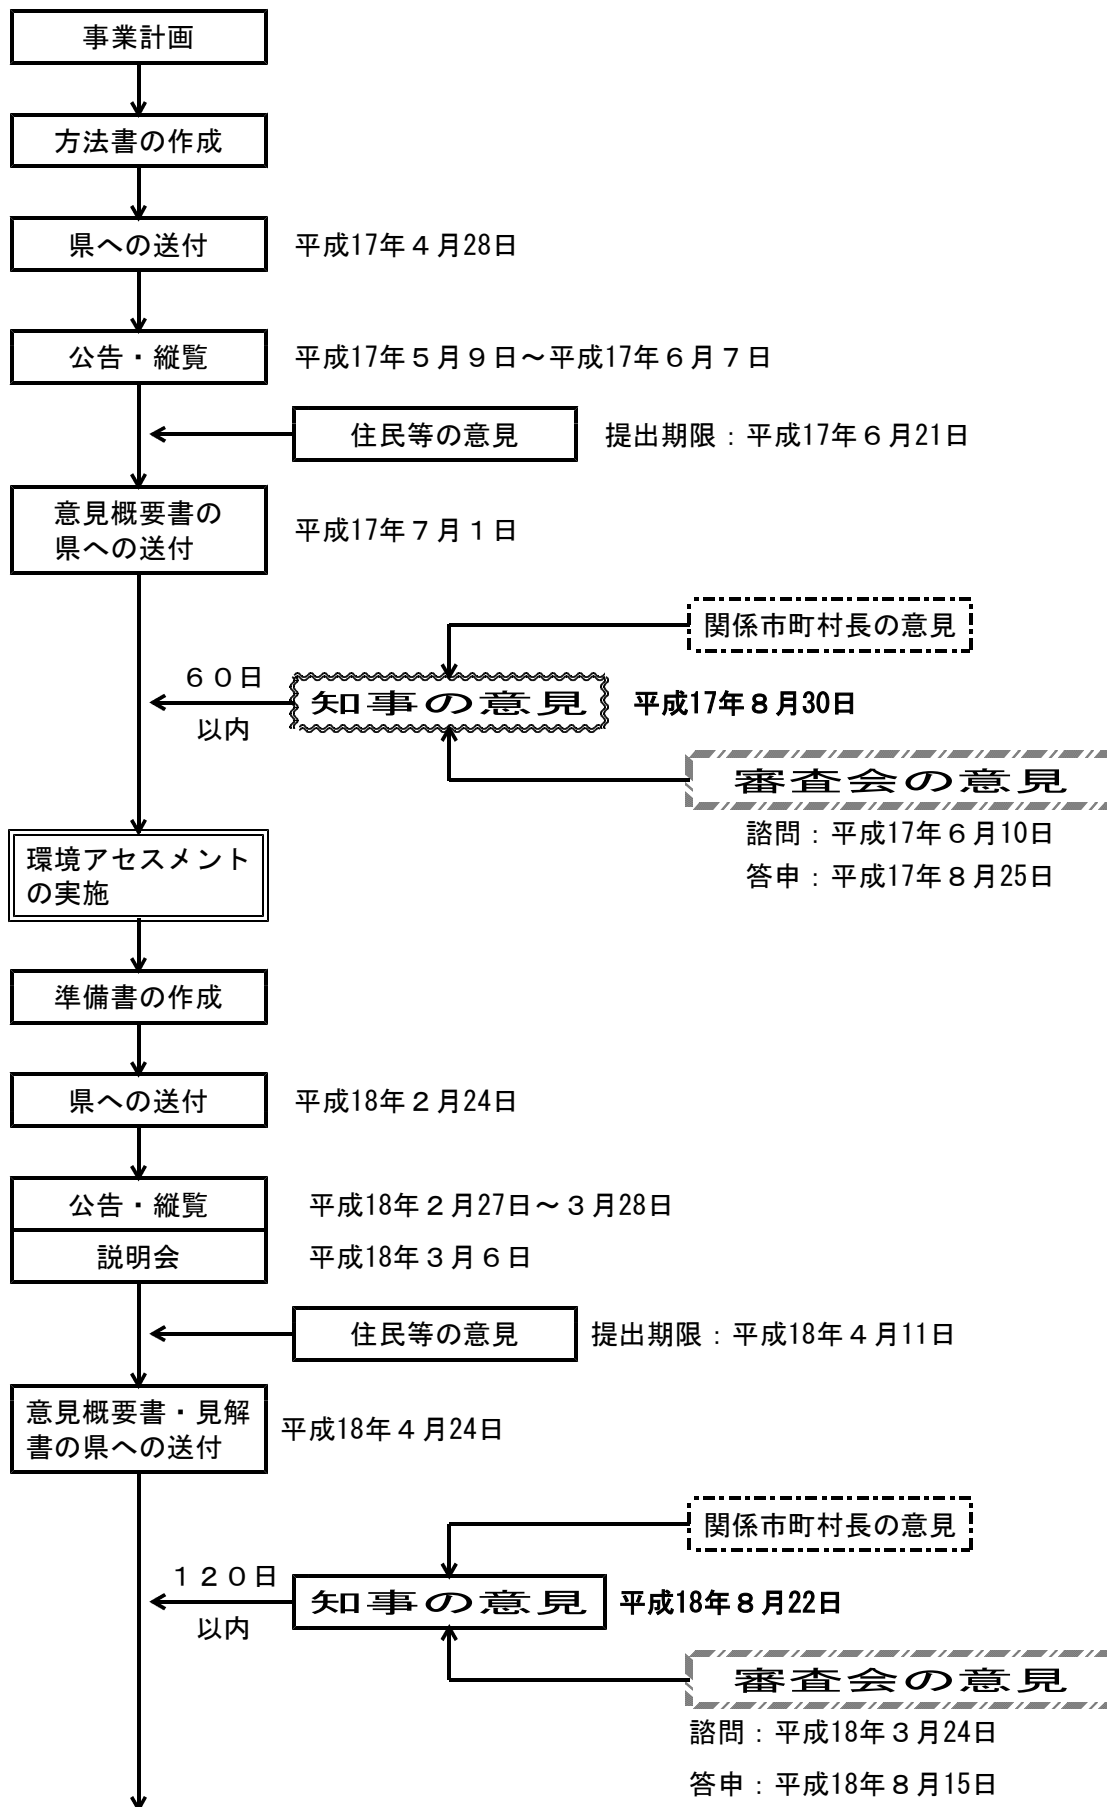 事業計画
方法書の作成
県への送付
平成17年４月28日
公告・縦覧
平成17年５月９日～平成17年６月７日
住民等の意見
提出期限：平成17年６月21日
意見概要書の
県への送付
平成17年７月１日
関係市町村長の意見
６０日
以内
知事の意見
平成17年８月30日
審査会の意見
諮問：平成17年６月10日
答申：平成17年８月25日
環境アセスメント
の実施
準備書の作成
県への送付
平成18年２月24日
公告・縦覧
平成18年２月27日～３月28日
説明会
平成18年３月６日
住民等の意見
提出期限：平成18年４月11日
意見概要書・見解
書の県への送付
平成18年４月24日
関係市町村長の意見
１２０日
以内
知事の意見
平成18年８月22日
審査会の意見
諮問：平成18年３月24日
答申：平成18年８月15日